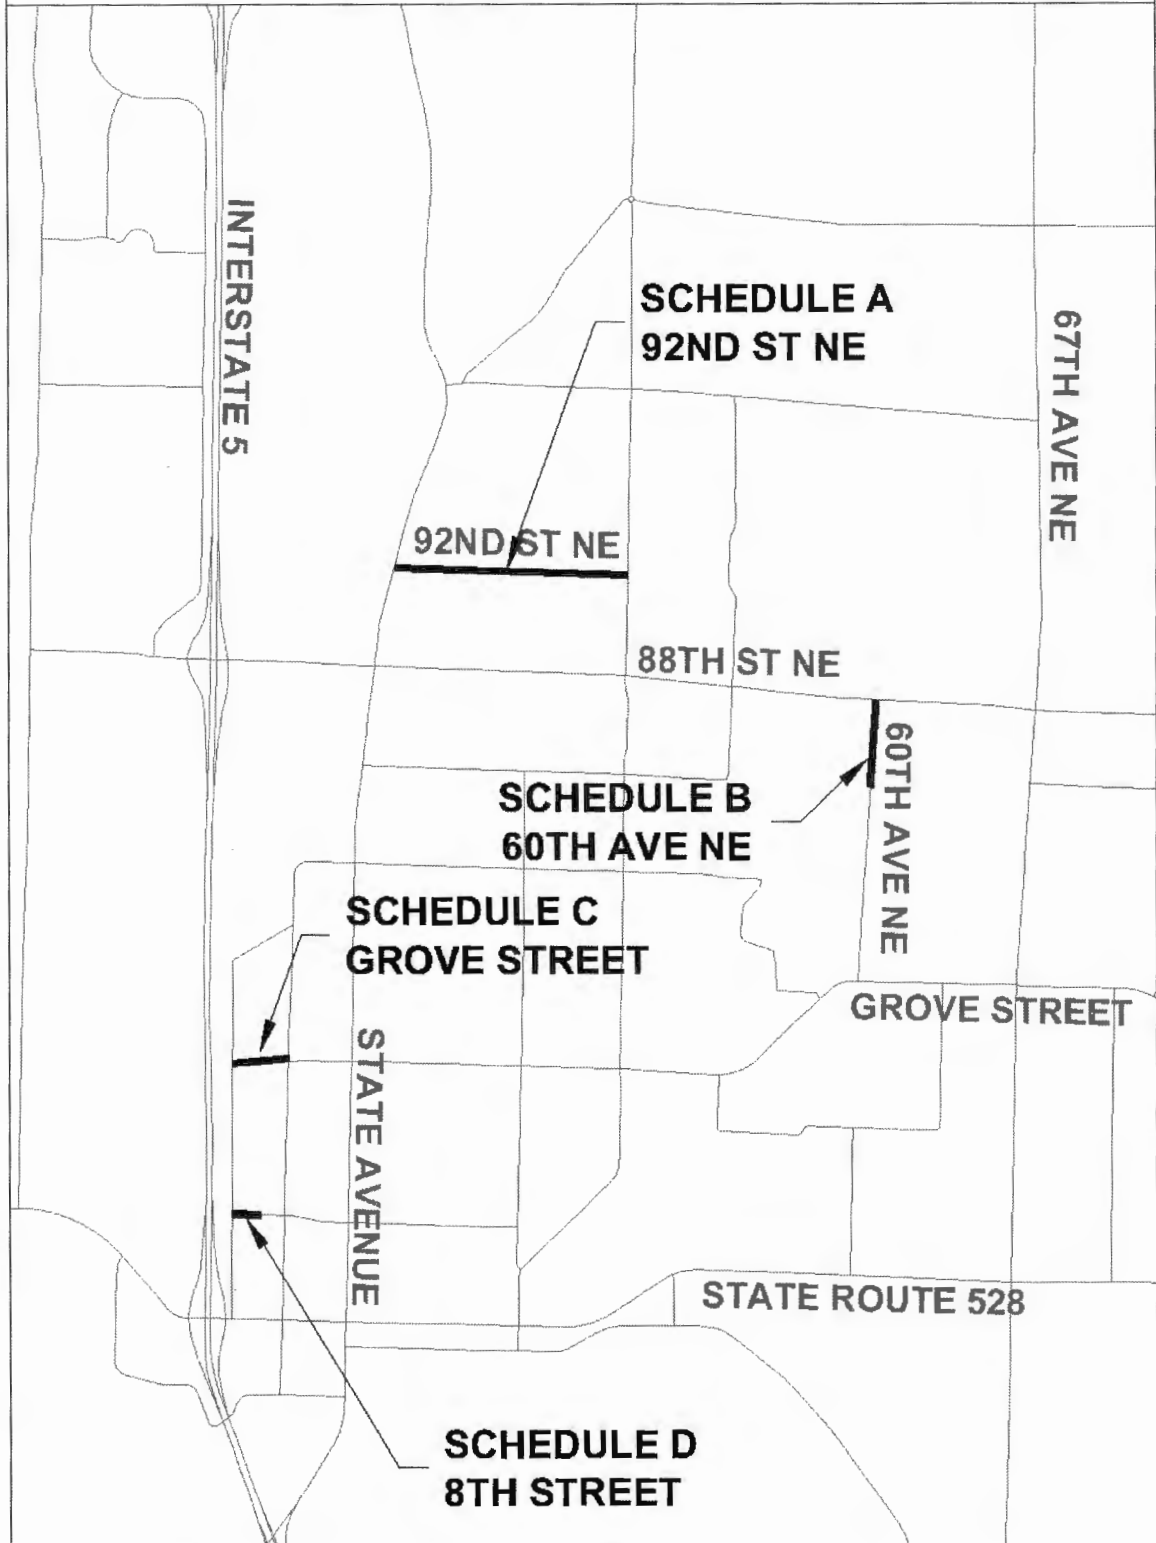 INTERSTATE 5
SCHEDULE A
92ND ST NE
67TH AVE NE
92ND ST NE
88TH ST NE
SCHEDULE B
60TH AVE NE
60TH AVE NE
SCHEDULE C
GROVE STREET
GROVE STREET
STATE AVENUE
STATE ROUTE 528
SCHEDULE D
8TH STREET